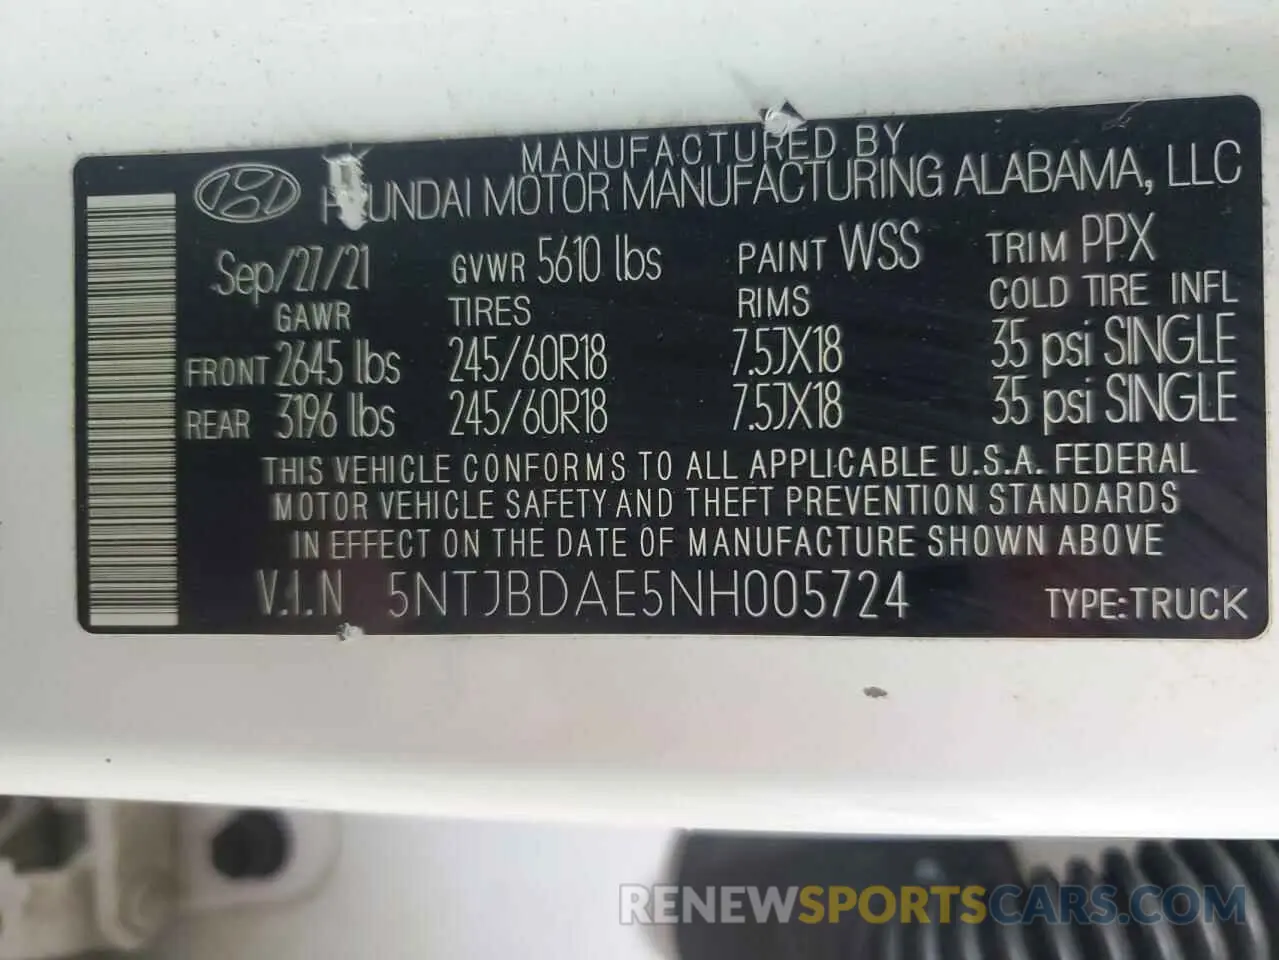 MANUFACTURED BY
HYUNDAI MOTOR MANUFACTURING ALABAMA, LLC
Sep/27/21 GVWR 5610 lbs PAINT WSS TRIM PPX
GAWR TIRES RIMS COLD TIRE INFL
FRONT 2645 lbs 245/60R18 7.5JX18 35 psi SINGLE
REAR 3196 lbs 245/60R18 7.5JX18 35 psi SINGLE
THIS VEHICLE CONFORMS TO ALL APPLICABLE U.S.A. FEDERAL
MOTOR VEHICLE SAFETY AND THEFT PREVENTION STANDARDS
IN EFFECT ON THE DATE OF MANUFACTURE SHOWN ABOVE
V.I.N 5NTJBDAE5NH005724 TYPE:TRUCK
RENEWSPORTSCARS.COM